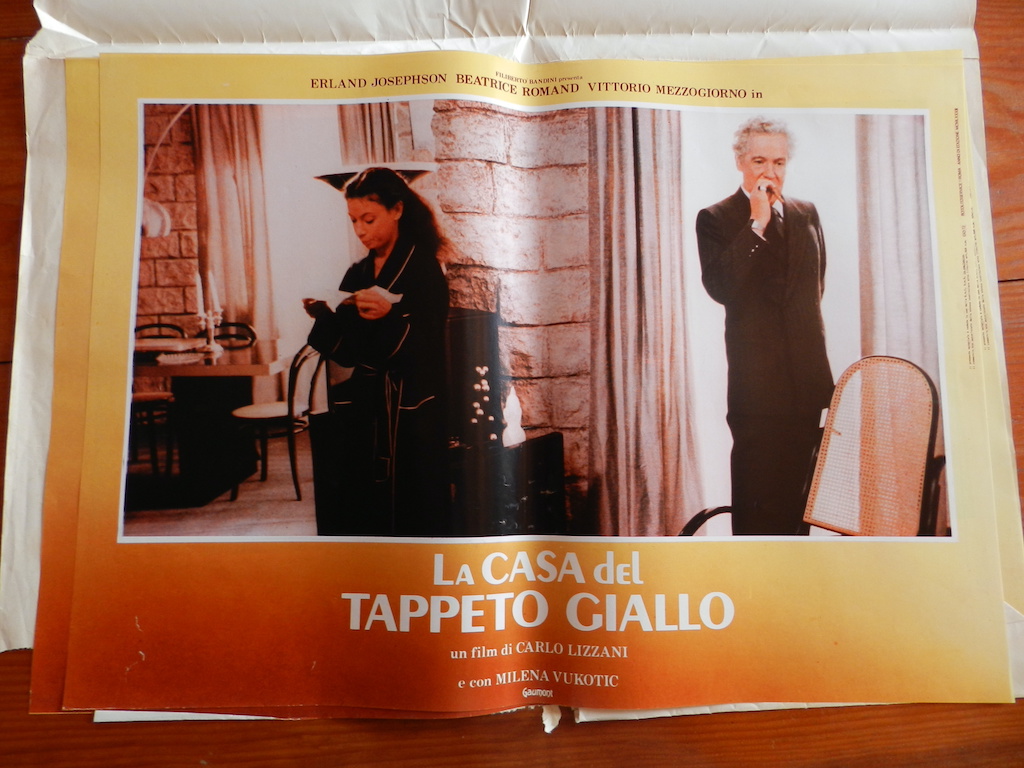 FILIBERTO BANDINI presenta
ERLAND JOSEPHSON BEATRICE ROMAND VITTORIO MEZZOGIORNO in
LA CASA del
TAPPETO GIALLO
un film di CARLO LIZZANI
e con MILENA VUKOTIC
Gaumont